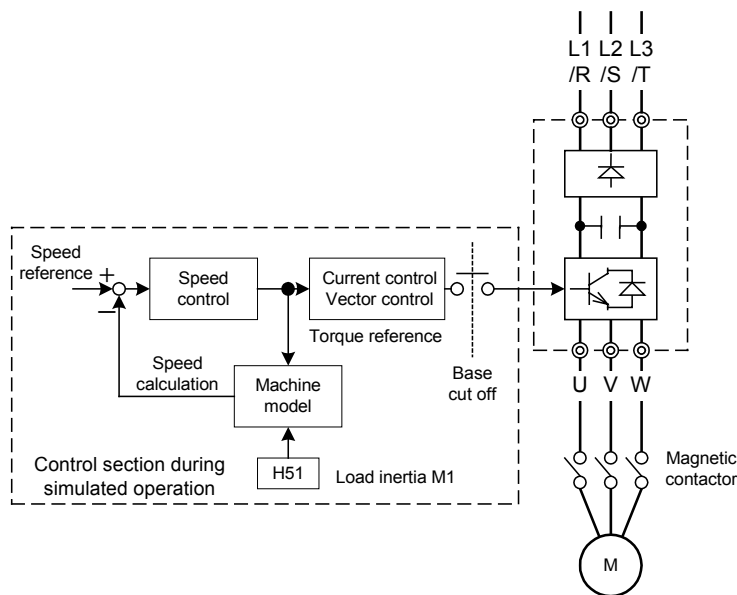 L1 L2 L3
/R /S /T
Speed
reference
+
−
Speed
control
Current control
Vector control
Torque reference
Speed
calculation
Machine
model
Base
cut off
U V W
H51
Load inertia M1
Control section during
simulated operation
Magnetic
contactor
M